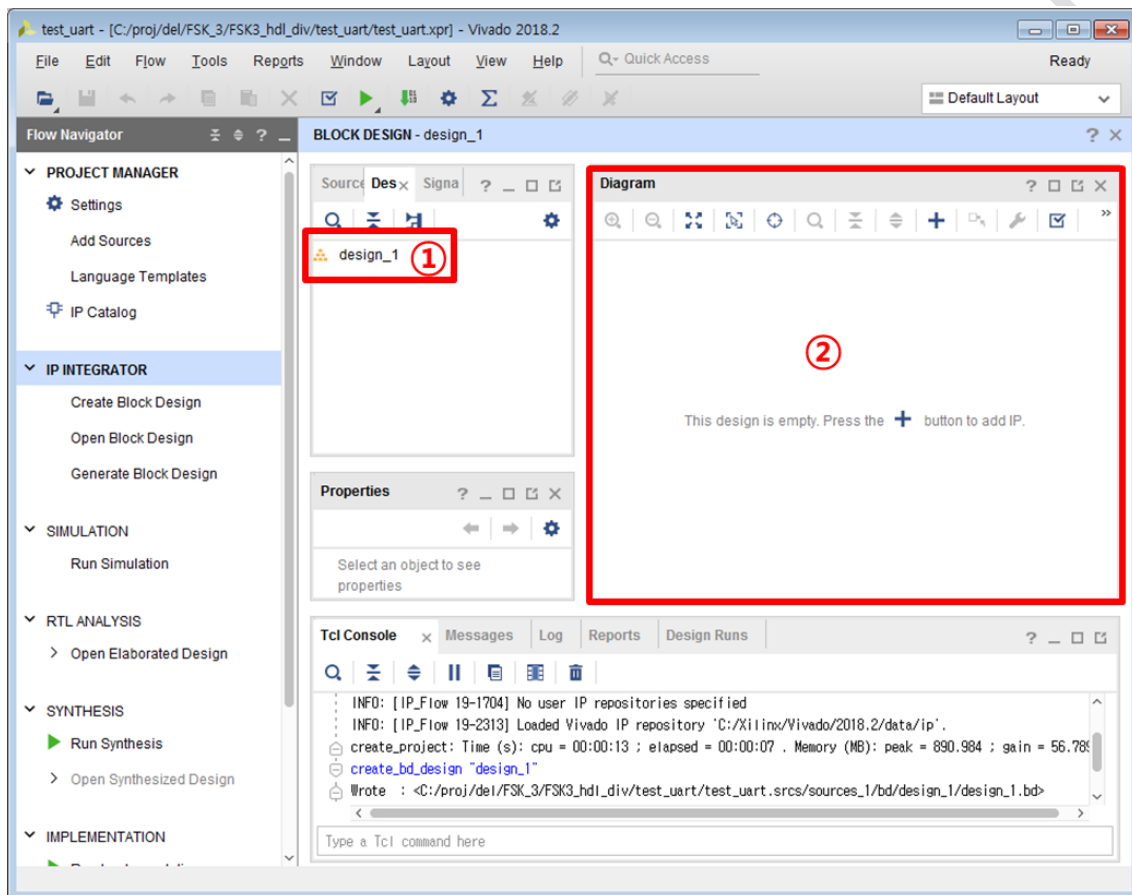 test_uart - [C:/proj/del/FSK_3/FSK3_hdl_div/test_uart/test_uart.xpr] - Vivado 2018.2
File Edit Flow Tools Reports Window Layout View Help Quick Access Ready
Default Layout
Flow Navigator
PROJECT MANAGER
Settings
Add Sources
Language Templates
IP Catalog
IP INTEGRATOR
Create Block Design
Open Block Design
Generate Block Design
SIMULATION
Run Simulation
RTL ANALYSIS
Open Elaborated Design
SYNTHESIS
Run Synthesis
Open Synthesized Design
IMPLEMENTATION
BLOCK DESIGN - design_1
Source Des Signa
design_1 ①
Properties
Select an object to see
properties
Diagram
②
This design is empty. Press the + button to add IP.
Tcl Console Messages Log Reports Design Runs
INFO: [IP_Flow 19-1704] No user IP repositories specified
INFO: [IP_Flow 19-2313] Loaded Vivado IP repository 'C:/Xilinx/Vivado/2018.2/data/ip'.
create_project: Time (s): cpu = 00:00:13 ; elapsed = 00:00:07 . Memory (MB): peak = 890.984 ; gain = 56.789
create_bd_design "design_1"
Wrote : <C:/proj/del/FSK_3/FSK3_hdl_div/test_uart/test_uart.srcs/sources_1/bd/design_1/design_1.bd>
Type a Tcl command here